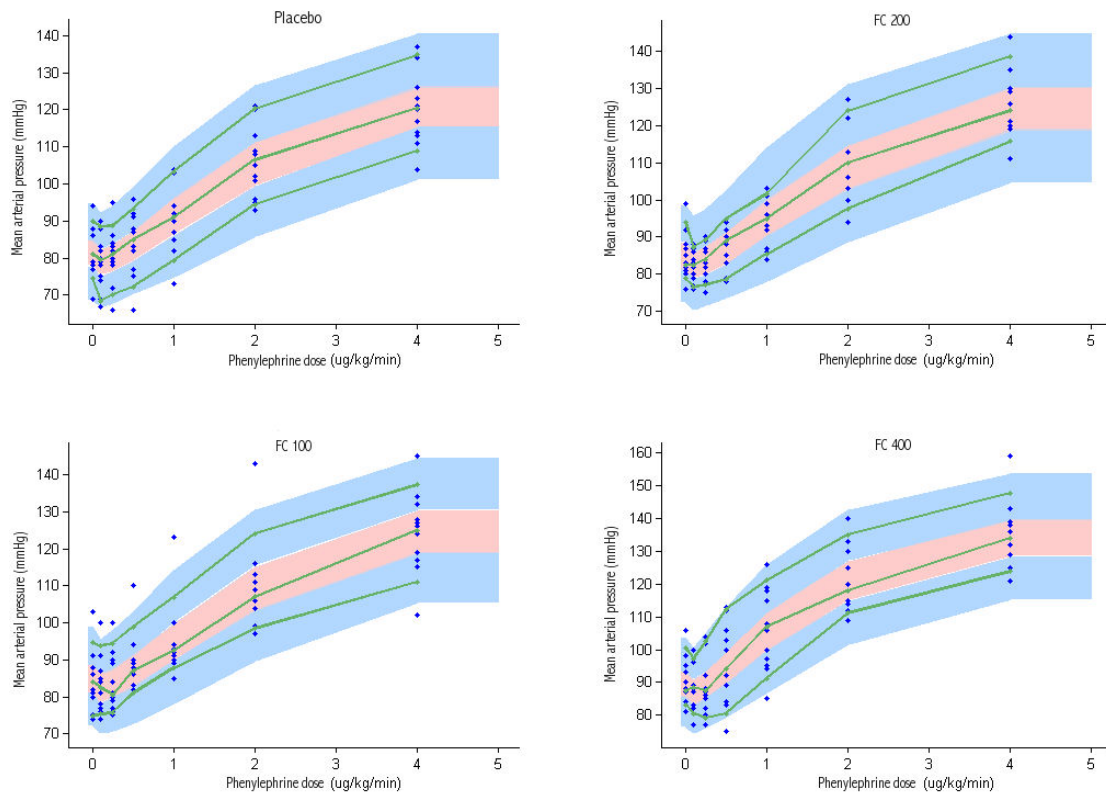 Placebo
Mean arterial pressure (mmHg)
140
130
120
110
100
90
80
70
0 1 2 3 4 5
Phenylephrine dose (ug/kg/min)
FC 200
Mean arterial pressure (mmHg)
140
130
120
110
100
90
80
70
0 1 2 3 4 5
Phenylephrine dose (ug/kg/min)
FC 100
Mean arterial pressure (mmHg)
140
130
120
110
100
90
80
70
0 1 2 3 4 5
Phenylephrine dose (ug/kg/min)
FC 400
Mean arterial pressure (mmHg)
160
150
140
130
120
110
100
90
80
0 1 2 3 4 5
Phenylephrine dose (ug/kg/min)